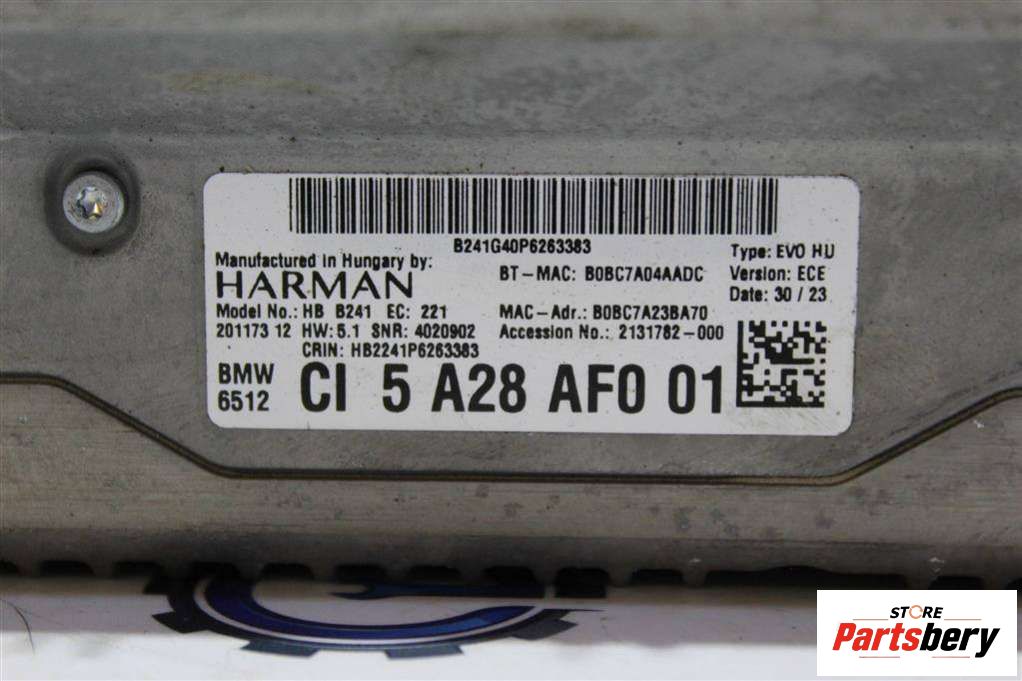 B241G40P6263383
Manufactured in Hungary by:
HARMAN
BT-MAC: B0BC7A04AADC
Type: EVO HU
Version: ECE
Date: 30 / 23
Model No.: HB B241 EC: 221
MAC-Adr.: B0BC7A23BA70
201173 12 HW: 5.1 SNR: 4020902
Accession No.: 2131782-000
CRIN: HB2241P6263383
BMW
6512
CI 5 A28 AF0 01
STORE
Partsbery